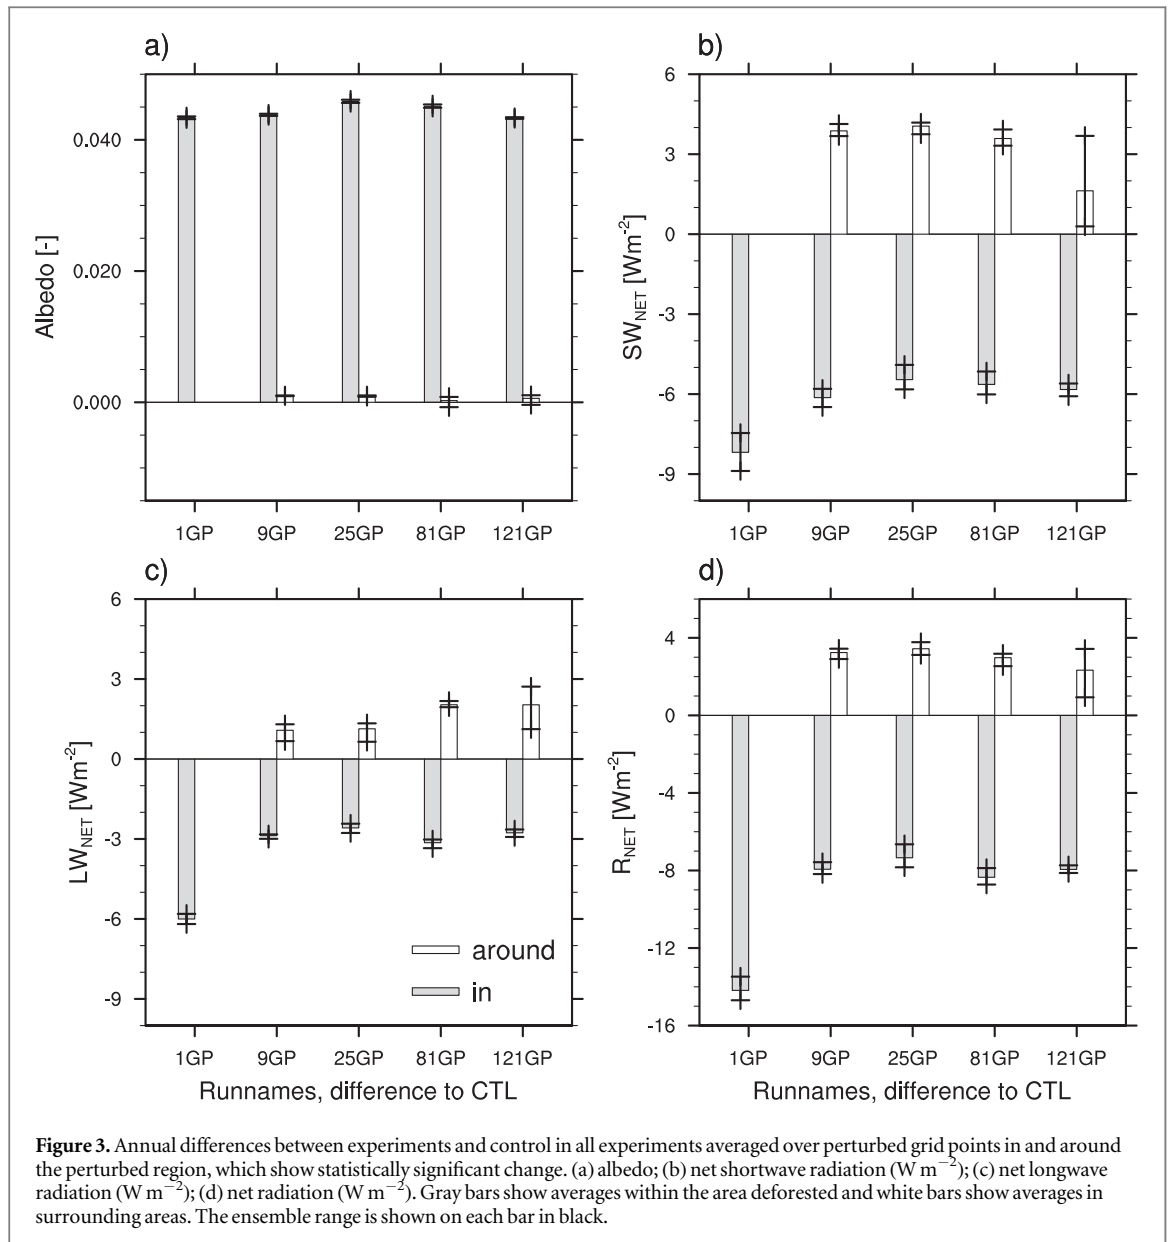 a)
0.040
0.020
0.000
Albedo [-]
1GP 9GP 25GP 81GP 121GP
b)
6
3
0
-3
-6
-9
SW_NET [Wm⁻²]
1GP 9GP 25GP 81GP 121GP
c)
6
3
0
-3
-6
-9
LW_NET [Wm⁻²]
around
in
1GP 9GP 25GP 81GP 121GP
Runnames, difference to CTL
d)
4
0
-4
-8
-12
-16
R_NET [Wm⁻²]
1GP 9GP 25GP 81GP 121GP
Runnames, difference to CTL
Figure 3. Annual differences between experiments and control in all experiments averaged over perturbed grid points in and around
the perturbed region, which show statistically significant change. (a) albedo; (b) net shortwave radiation (W m⁻²); (c) net longwave
radiation (W m⁻²); (d) net radiation (W m⁻²). Gray bars show averages within the area deforested and white bars show averages in
surrounding areas. The ensemble range is shown on each bar in black.